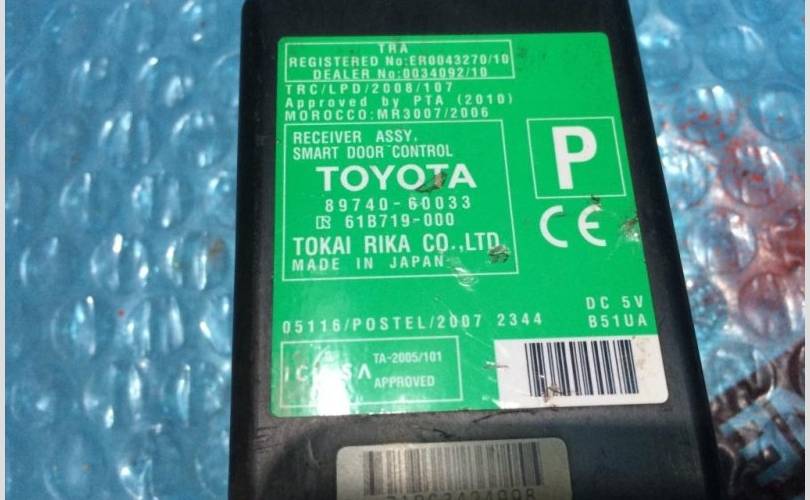 TRA
REGISTERED No:ER0043270/10
DEALER No:0034092/10
TRC/LPD/2008/107
Approved by PTA (2010)
MOROCCO:MR3007/2006
RECEIVER ASSY,
SMART DOOR CONTROL
TOYOTA
89740-60033
61B719-000
TOKAI RIKA CO.,LTD.
MADE IN JAPAN
P
CE
DC 5V
05116/POSTEL/2007 2344 B51UA
TA-2005/101
APPROVED